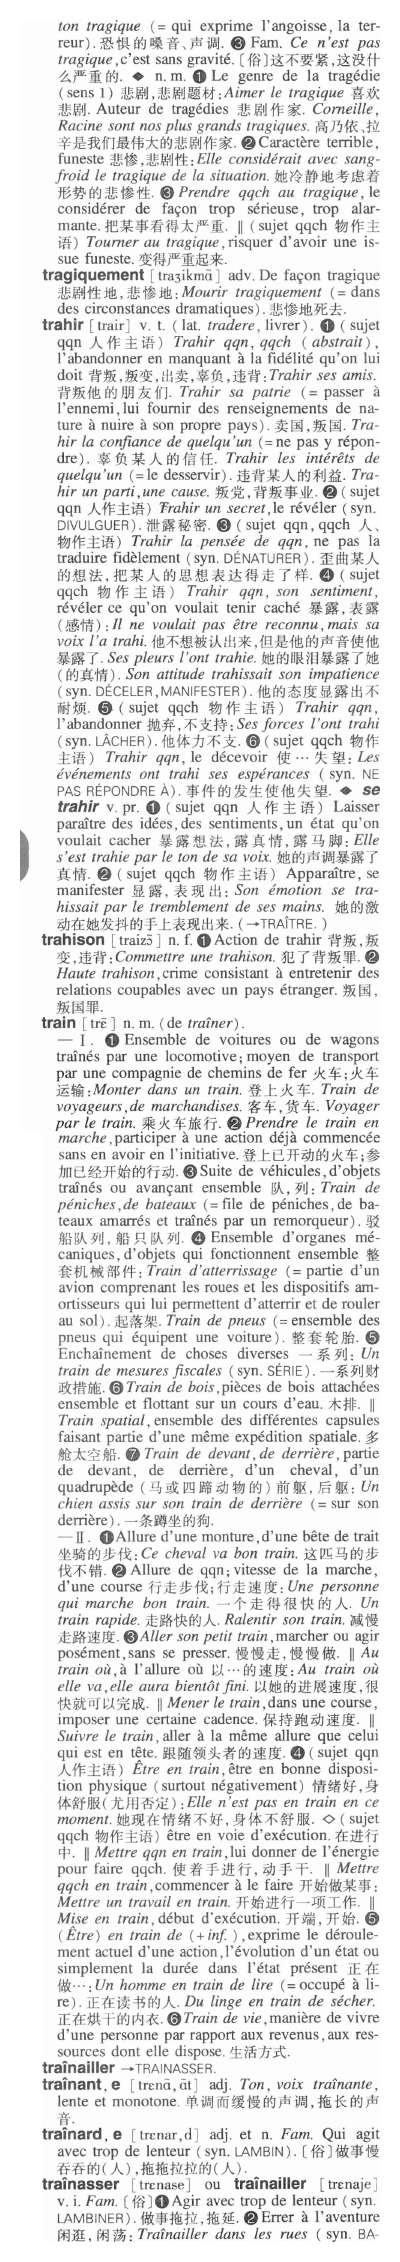 ton tragique (= qui exprime l'angoisse, la ter-
reur). 恐惧的嗓音、声调. ❸ Fam. Ce n'est pas
tragique, c'est sans gravité.〔俗〕这不要紧,这没什
么严重的. ◆ n. m. ❶ Le genre de la tragédie
(sens 1) 悲剧,悲剧题材: Aimer le tragique 喜欢
悲剧. Auteur de tragédies 悲剧作家. Corneille,
Racine sont nos plus grands tragiques. 高乃依、拉
辛是我们最伟大的悲剧作家. ❷ Caractère terrible,
funeste 悲惨,悲剧性: Elle considérait avec sang-
froid le tragique de la situation. 她冷静地考虑着
形势的悲惨性. ❸ Prendre qqch au tragique, le
considérer de façon trop sérieuse, trop alar-
mante. 把某事看得太严重. ‖ (sujet qqch 物作主
语) Tourner au tragique, risquer d'avoir une is-
sue funeste. 变得严重起来.
tragiquement [traʒikmɑ̃] adv. De façon tragique
悲剧性地,悲惨地: Mourir tragiquement (= dans
des circonstances dramatiques). 悲惨地死去.
trahir [trair] v. t. (lat. tradere, livrer). ❶ (sujet
qqn 人作主语) Trahir qqn, qqch (abstrait),
l'abandonner en manquant à la fidélité qu'on lui
doit 背叛,叛变,出卖,辜负,违背: Trahir ses amis.
背叛他的朋友们. Trahir sa patrie (= passer à
l'ennemi, lui fournir des renseignements de na-
ture à nuire à son propre pays). 卖国,叛国. Tra-
hir la confiance de quelqu'un (= ne pas y répon-
dre). 辜负某人的信任. Trahir les intérêts de
quelqu'un (= le desservir). 违背某人的利益. Tra-
hir un parti, une cause. 叛党,背叛事业. ❷ (sujet
qqn 人作主语) Trahir un secret, le révéler (syn.
DIVULGUER). 泄露秘密. ❸ (sujet qqn, qqch 人、
物作主语) Trahir la pensée de qqn, ne pas la
traduire fidèlement (syn. DÉNATURER). 歪曲某人
的想法,把某人的思想表达得走了样. ❹ (sujet
qqch 物作主语) Trahir qqn, son sentiment,
révéler ce qu'on voulait tenir caché 暴露,表露
(感情): Il ne voulait pas être reconnu, mais sa
voix l'a trahi. 他不想被认出来,但是他的声音使他
暴露了. Ses pleurs l'ont trahie. 她的眼泪暴露了她
(的真情). Son attitude trahissait son impatience
(syn. DÉCELER, MANIFESTER). 他的态度显露出不
耐烦. ❺ (sujet qqch 物作主语) Trahir qqn,
l'abandonner 抛弃,不支持: Ses forces l'ont trahi
(syn. LÂCHER). 他体力不支. ❻ (sujet qqch 物作
主语) Trahir qqn, le décevoir 使…失望: Les
événements ont trahi ses espérances (syn. NE
PAS RÉPONDRE À). 事件的发生使他失望. ◆ se
trahir v. pr. ❶ (sujet qqn 人作主语) Laisser
paraître des idées, des sentiments, un état qu'on
voulait cacher 暴露想法,露真情,露马脚: Elle
s'est trahie par le ton de sa voix. 她的声调暴露了
真情. ❷ (sujet qqch 物作主语) Apparaître, se
manifester 显露,表现出: Son émotion se tra-
hissait par le tremblement de ses mains. 她的激
动在她发抖的手上表现出来. (→TRAÎTRE.)
trahison [traizɔ̃] n. f. ❶ Action de trahir 背叛,叛
变,违背: Commettre une trahison. 犯了背叛罪. ❷
Haute trahison, crime consistant à entretenir des
relations coupables avec un pays étranger. 叛国,
叛国罪.
train [trɛ̃] n. m. (de traîner).
— Ⅰ. ❶ Ensemble de voitures ou de wagons
traînés par une locomotive; moyen de transport
par une compagnie de chemins de fer 火车;火车
运输: Monter dans un train. 登上火车. Train de
voyageurs, de marchandises. 客车,货车. Voyager
par le train. 乘火车旅行. ❷ Prendre le train en
marche, participer à une action déjà commencée
sans en avoir en l'initiative. 登上已开动的火车;参
加已经开始的行动. ❸ Suite de véhicules, d'objets
traînés ou avançant ensemble 队,列: Train de
péniches, de bateaux (= file de péniches, de ba-
teaux amarrés et traînés par un remorqueur). 驳
船队列,船只队列. ❹ Ensemble d'organes mé-
caniques, d'objets qui fonctionnent ensemble 整
套机械部件: Train d'atterrissage (= partie d'un
avion comprenant les roues et les dispositifs am-
ortisseurs qui lui permettent d'atterrir et de rouler
au sol). 起落架. Train de pneus (= ensemble des
pneus qui équipent une voiture). 整套轮胎. ❺
Enchaînement de choses diverses 一系列: Un
train de mesures fiscales (syn. SÉRIE). 一系列财
政措施. ❻ Train de bois, pièces de bois attachées
ensemble et flottant sur un cours d'eau. 木排. ‖
Train spatial, ensemble des différentes capsules
faisant partie d'une même expédition spatiale. 多
舱太空船. ❼ Train de devant, de derrière, partie
de devant, de derrière, d'un cheval, d'un
quadrupède (马或四蹄动物的) 前躯,后躯: Un
chien assis sur son train de derrière (= sur son
derrière). 一条蹲坐的狗.
— Ⅱ. ❶ Allure d'une monture, d'une bête de trait
坐骑的步伐: Ce cheval va bon train. 这匹马的步
伐不错. ❷ Allure de qqn; vitesse de la marche,
d'une course 行走步伐;行走速度: Une personne
qui marche bon train. 一个走得很快的人. Un
train rapide. 走路快的人. Ralentir son train. 减慢
走路速度. ❸ Aller son petit train, marcher ou agir
posément, sans se presser. 慢慢走,慢慢做. ‖ Au
train où, à l'allure où 以…的速度: Au train où
elle va, elle aura bientôt fini. 以她的进展速度,很
快就可以完成. ‖ Mener le train, dans une course,
imposer une certaine cadence. 保持跑动速度. ‖
Suivre le train, aller à la même allure que celui
qui est en tête. 跟随领头者的速度. ❹ (sujet qqn
人作主语) Être en train, être en bonne disposi-
tion physique (surtout négativement) 情绪好,身
体舒服(尤用否定): Elle n'est pas en train en ce
moment. 她现在情绪不好,身体不舒服. ◇ (sujet
qqch 物作主语) être en voie d'exécution. 在进行
中. ‖ Mettre qqn en train, lui donner de l'énergie
pour faire qqch. 使着手进行,动手干. ‖ Mettre
qqch en train, commencer à le faire 开始做某事:
Mettre un travail en train. 开始进行一项工作. ‖
Mise en train, début d'exécution. 开端,开始. ❺
(Être) en train de (+ inf.), exprime le déroule-
ment actuel d'une action, l'évolution d'un état ou
simplement la durée dans l'état présent 正在
做…: Un homme en train de lire (= occupé à li-
re). 正在读书的人. Du linge en train de sécher.
正在烘干的内衣. ❻ Train de vie, manière de vivre
d'une personne par rapport aux revenus, aux res-
sources dont elle dispose. 生活方式.
traînailler →TRAINASSER.
traînant, e [trɛnɑ̃, ɑ̃t] adj. Ton, voix traînante,
lente et monotone. 单调而缓慢的声调,拖长的声
音.
traînard, e [trɛnar, d] adj. et n. Fam. Qui agit
avec trop de lenteur (syn. LAMBIN).〔俗〕做事慢
吞吞的(人),拖拖拉拉的(人).
traînasser [trɛnase] ou traînailler [trɛnaje]
v. i. Fam.〔俗〕❶ Agir avec trop de lenteur (syn.
LAMBINER). 做事拖拉,拖延. ❷ Errer à l'aventure
闲逛,闲荡: Traînailler dans les rues (syn. BA-